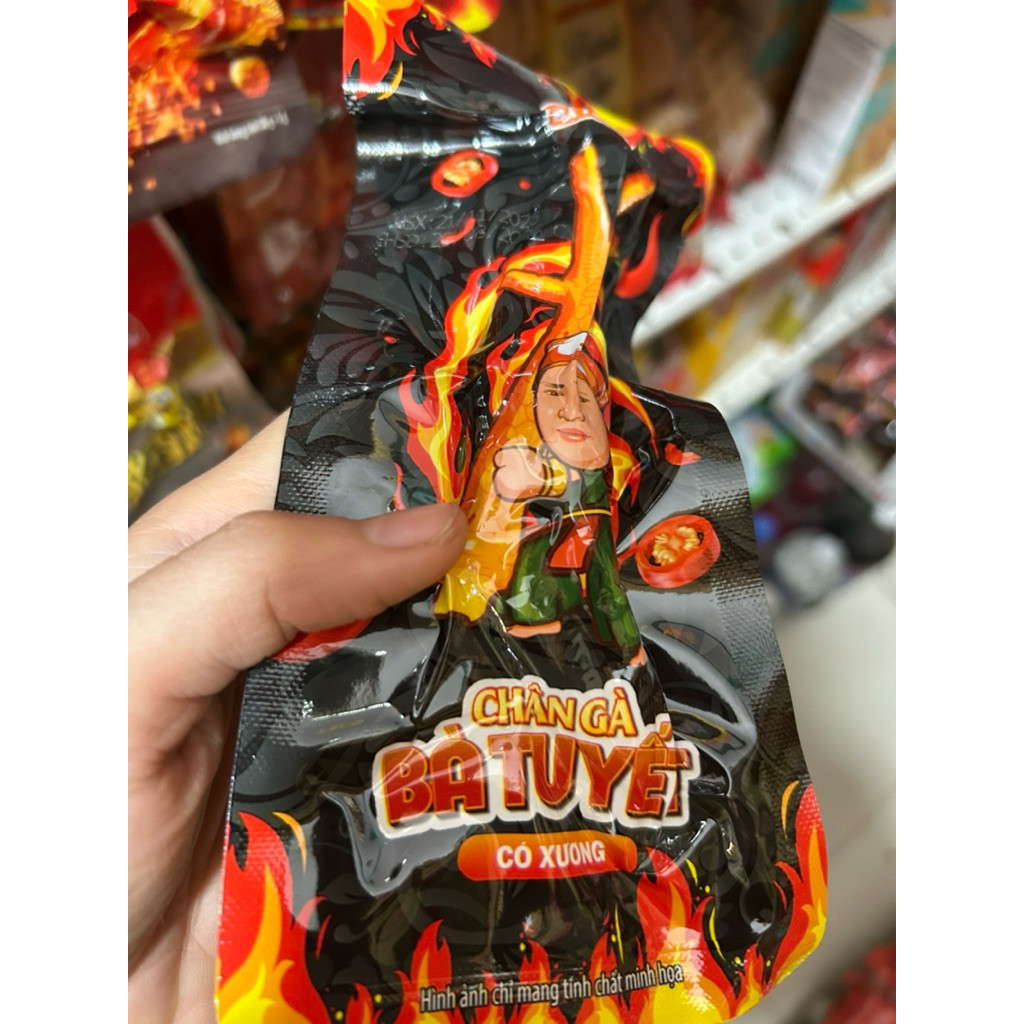 CHÂN GÀ
BÀ TUYẾT
CÓ XƯƠNG
Hình ảnh chỉ mang tính chất minh họa